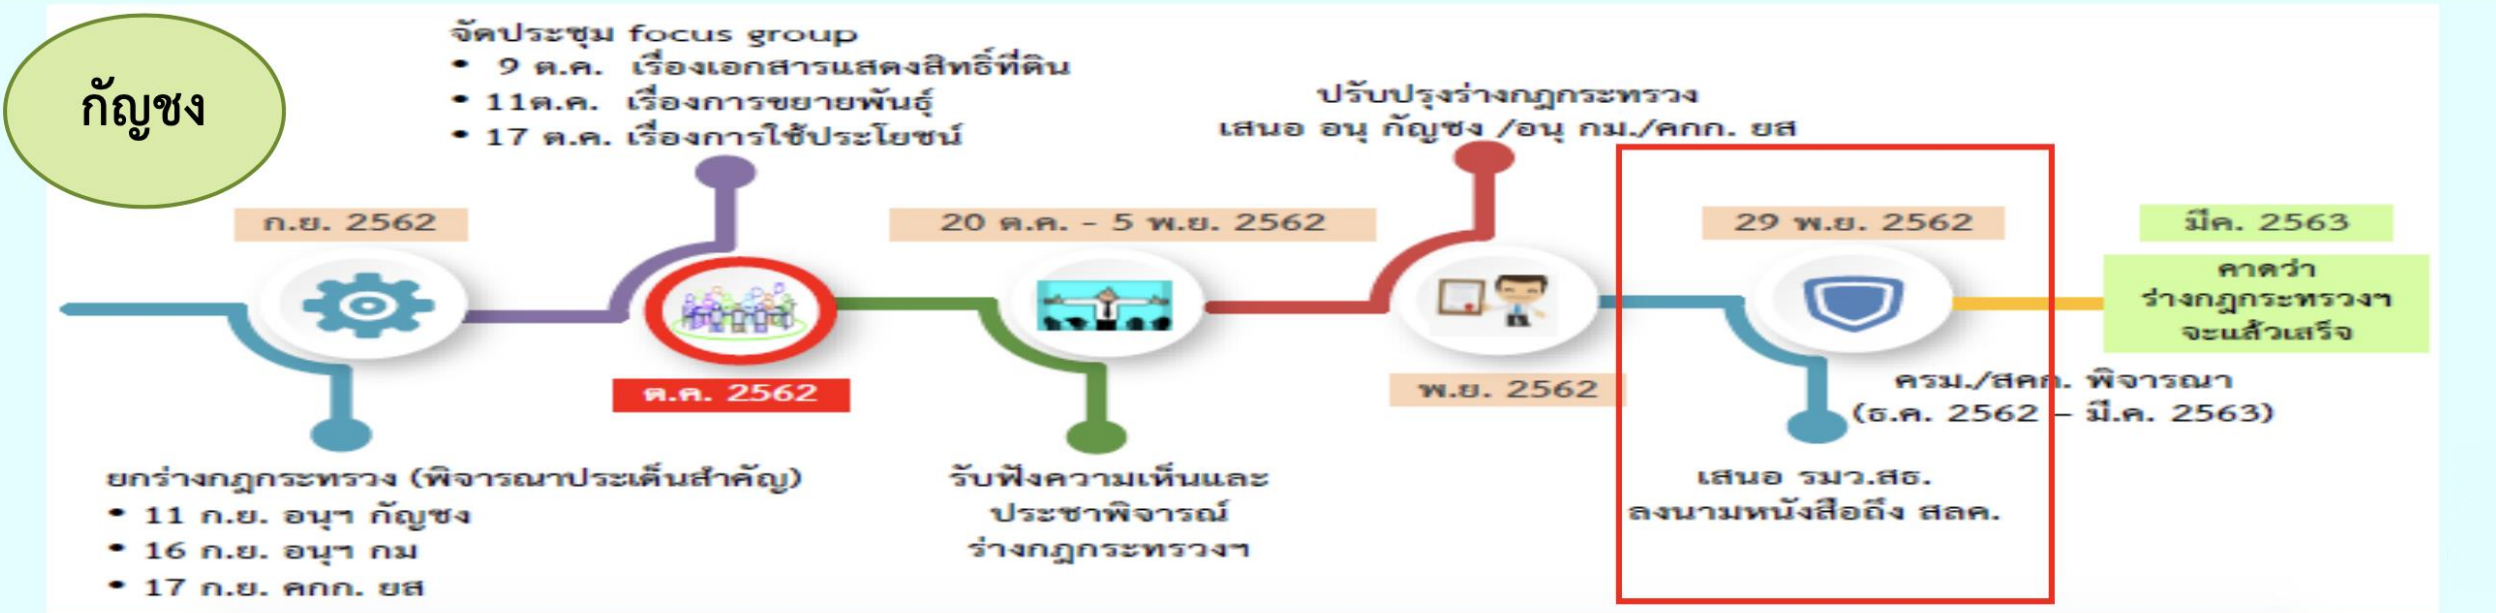 กัญชง
จัดประชุม focus group
• 9 ต.ค. เรื่องเอกสารแสดงสิทธิ์ที่ดิน
• 11ต.ค. เรื่องการขยายพันธุ์
• 17 ต.ค. เรื่องการใช้ประโยชน์
ปรับปรุงร่างกฎกระทรวง
เสนอ อนุ กัญชง /อนุ กม./คกก. ยส
ก.ย. 2562
20 ต.ค. - 5 พ.ย. 2562
29 พ.ย. 2562
มีค. 2563
คาดว่า
ร่างกฎกระทรวงฯ
จะแล้วเสร็จ
ต.ค. 2562
พ.ย. 2562
ครม./สคก. พิจารณา
(ธ.ค. 2562 – มี.ค. 2563)
ยกร่างกฎกระทรวง (พิจารณาประเด็นสำคัญ)
• 11 ก.ย. อนุฯ กัญชง
• 16 ก.ย. อนุฯ กม
• 17 ก.ย. คกก. ยส
รับฟังความเห็นและ
ประชาพิจารณ์
ร่างกฎกระทรวงฯ
เสนอ รมว.สธ.
ลงนามหนังสือถึง สลค.